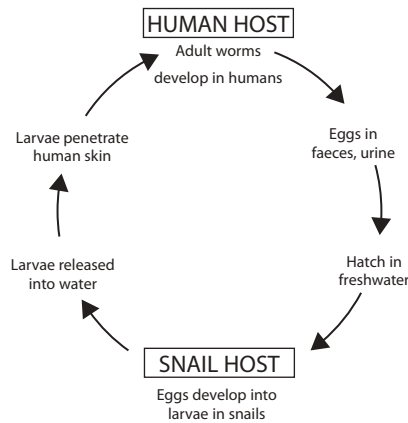 HUMAN HOST
Adult worms
develop in humans
Eggs in
faeces, urine
Hatch in
freshwater
SNAIL HOST
Eggs develop into
larvae in snails
Larvae released
into water
Larvae penetrate
human skin